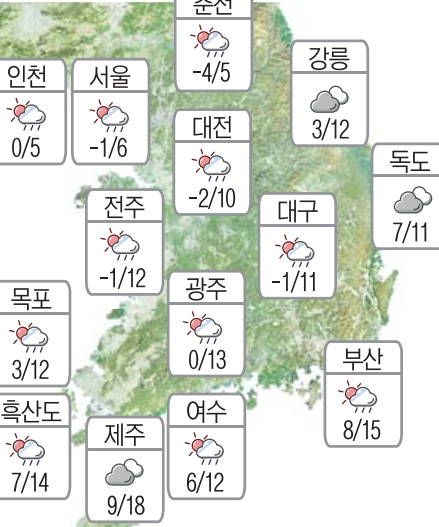 -4/5
강릉
3/12
인천
0/5
서울
-1/6
대전
-2/10
독도
7/11
전주
-1/12
대구
-1/11
광주
0/13
목포
3/12
부산
8/15
흑산도
7/14
제주
9/18
여수
6/12